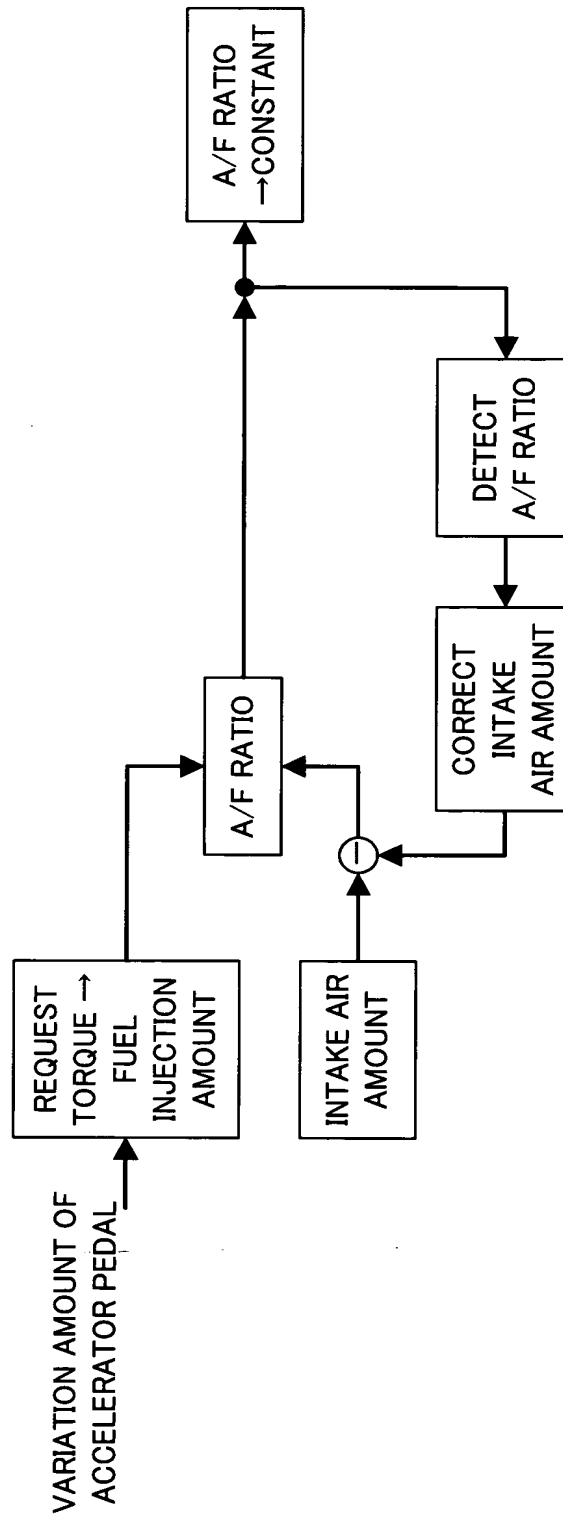 VARIATION AMOUNT OF
ACCELERATOR PEDAL
REQUEST
TORQUE →
FUEL
INJECTION
AMOUNT
INTAKE AIR
AMOUNT
−
A/F RATIO
CORRECT
INTAKE
AIR AMOUNT
DETECT
A/F RATIO
A/F RATIO
→CONSTANT